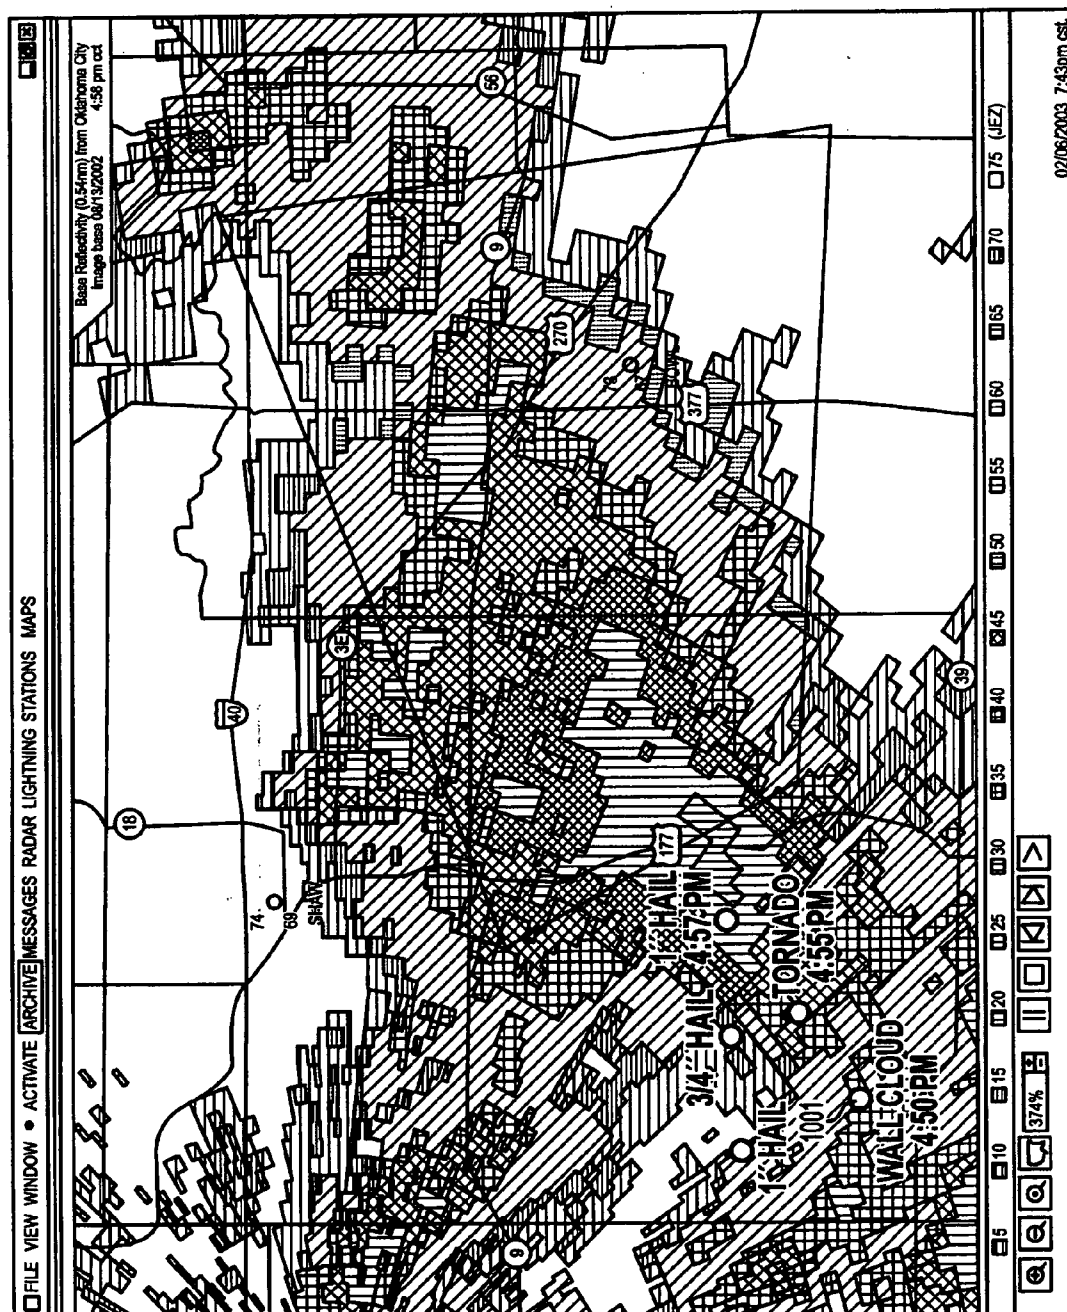 FILE VIEW WINDOW • ACTIVATE ARCHIVE MESSAGES RADAR LIGHTNING STATIONS MAPS
Base Reflectivity (0.54nm) from Oklahoma City
Image base 08/13/2002 4:58 pm cct
18
40
3E
56
9
270
377
74
69
SHAW
177
9
39
1" HAIL
4:57 PM
3/4" HAIL
TORNADO
4:55 PM
1" HAIL
1001
WALL CLOUD
4:50 PM
5 10 15 20 25 30 35 40 45 50 55 60 65 70 75 (JEZ)
374%
02/06/2003 7:43pm cst.